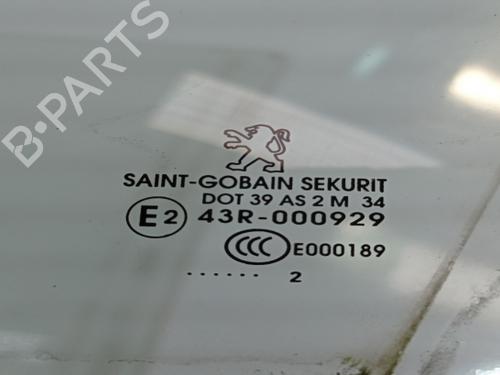 B-PARTS
SAINT-GOBAIN SEKURIT
DOT 39 AS 2 M 34
E2 43R-000929
CCC E000189
...... 2